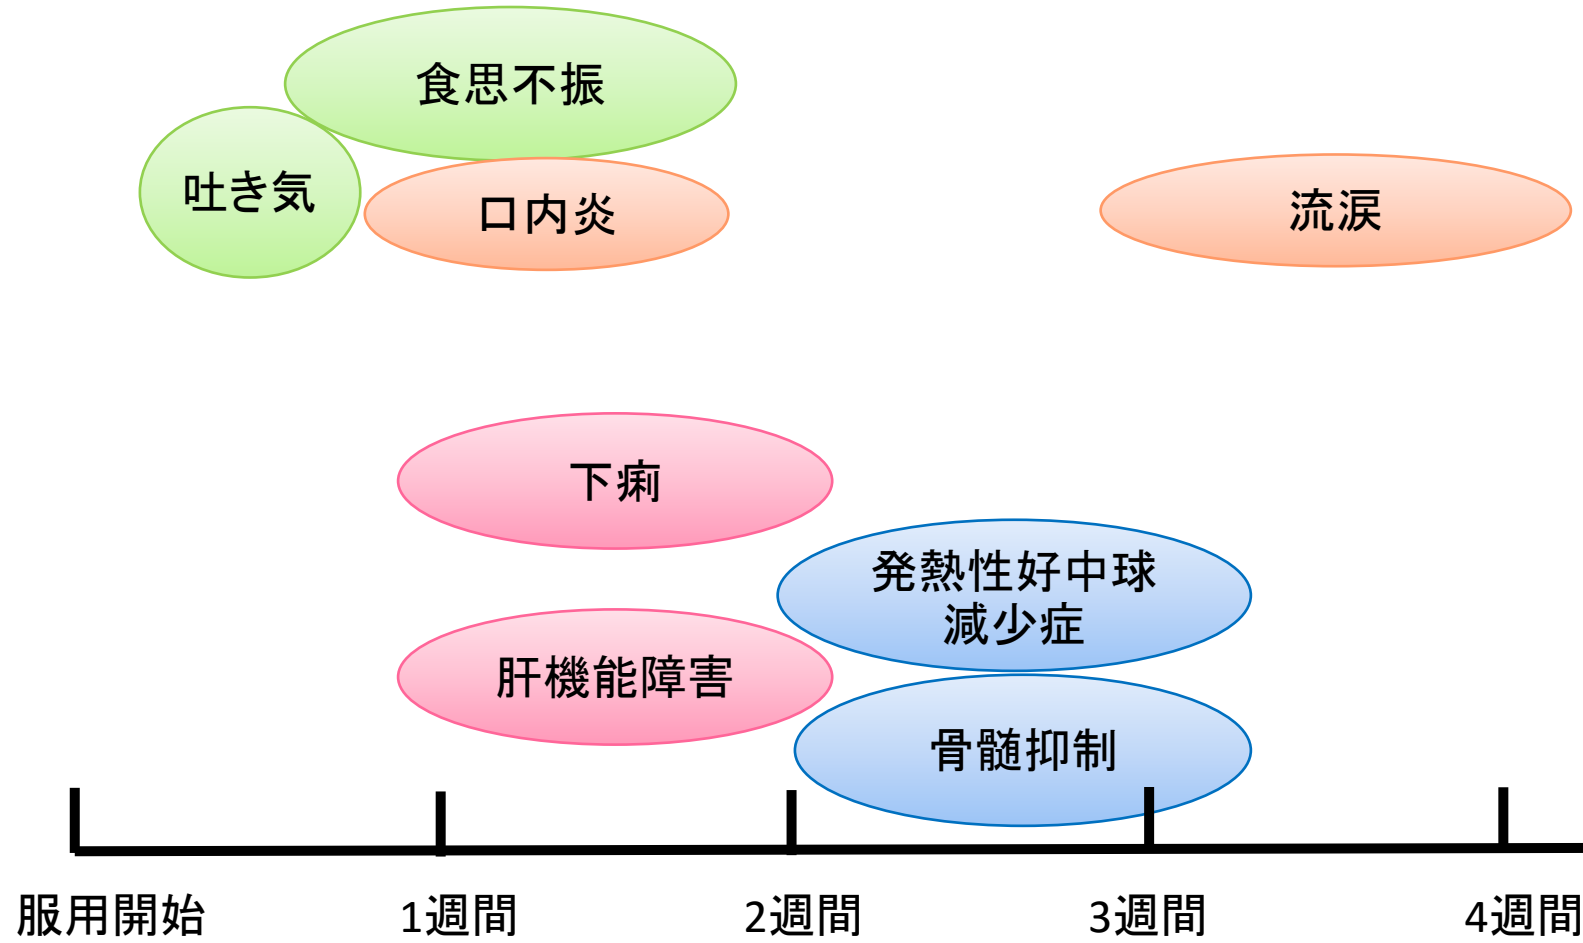 食思不振
吐き気
口内炎
流涙
下痢
発熱性好中球
減少症
肝機能障害
骨髄抑制
服用開始
1週間
2週間
3週間
4週間